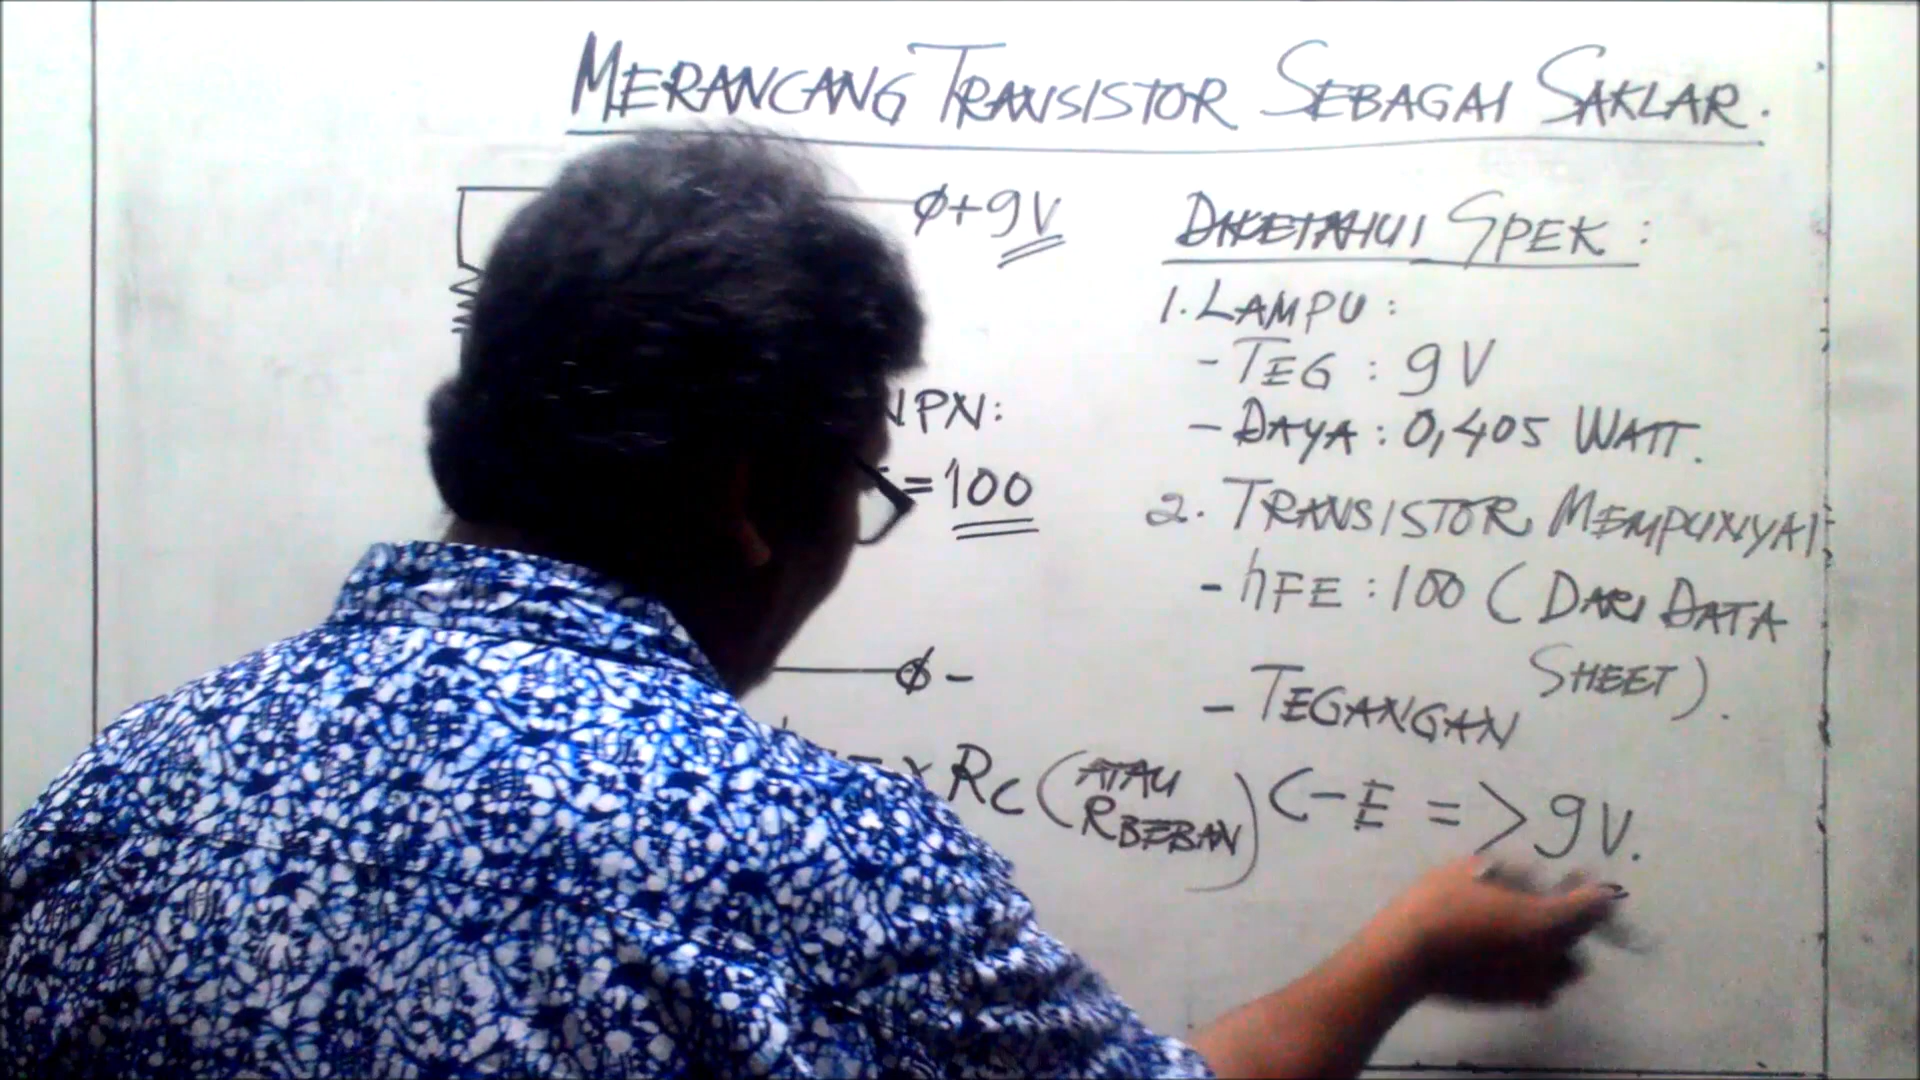 MERANCANG TRANSISTOR SEBAGAI SAKLAR.
+9V
NPN:
=100
-
x RC (ATAU RBEBAN)
DIKETAHUI SPEK :
1. LAMPU :
- TEG : 9V
- DAYA : 0,405 WATT.
2. TRANSISTOR MEMPUNYAI:
- hFE : 100 (DARI DATA
SHEET).
- TEGANGAN
C-E = > 9V.